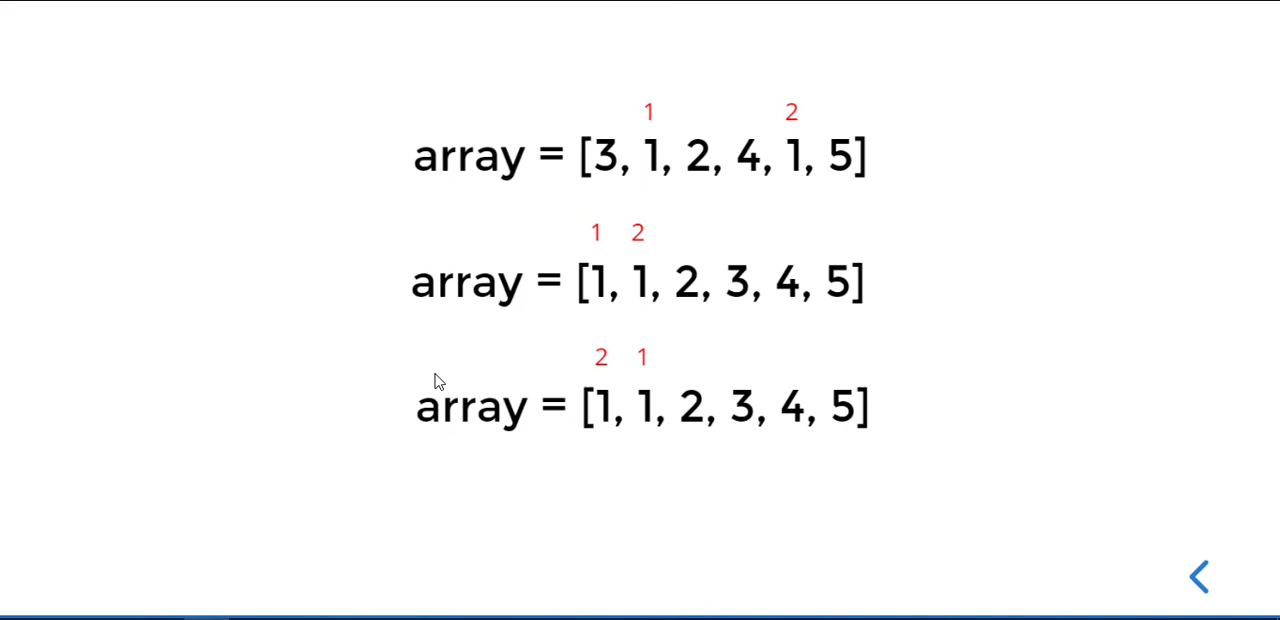 1 2
array = [3, 1, 2, 4, 1, 5]
1 2
array = [1, 1, 2, 3, 4, 5]
2 1
array = [1, 1, 2, 3, 4, 5]